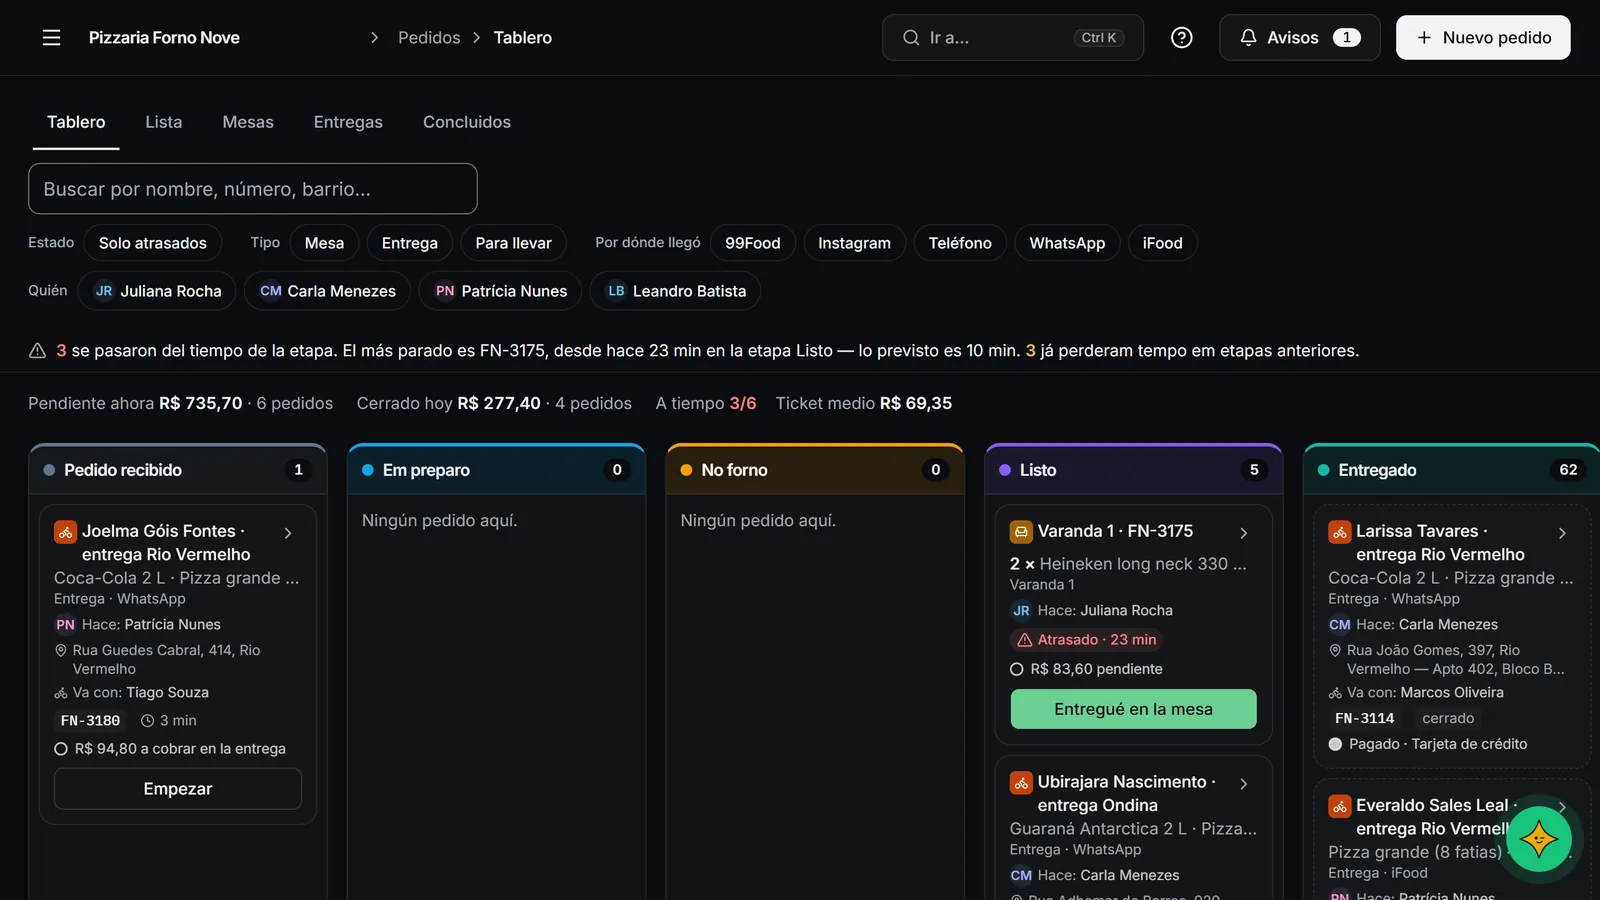 Pizzaria Forno Nove
Pedidos
Tablero
Ir a...
Ctrl K
Avisos 1
Nuevo pedido
Tablero
Lista
Mesas
Entregas
Concluidos
Buscar por nombre, número, barrio...
Estado
Solo atrasados
Tipo
Mesa
Entrega
Para llevar
Por dónde llegó
99Food
Instagram
Teléfono
WhatsApp
iFood
Quién
JR Juliana Rocha
CM Carla Menezes
PN Patrícia Nunes
LB Leandro Batista
3 se pasaron del tiempo de la etapa. El más parado es FN-3175, desde hace 23 min en la etapa Listo — lo previsto es 10 min. 3 já perderam tempo em etapas anteriores.
Pendiente ahora R$ 735,70 · 6 pedidos
Cerrado hoy R$ 277,40 · 4 pedidos
A tiempo 3/6
Ticket medio R$ 69,35
Pedido recibido 1
Joelma Góis Fontes ·
entrega Rio Vermelho
Coca-Cola 2 L · Pizza grande ...
Entrega · WhatsApp
PN Hace: Patrícia Nunes
Rua Guedes Cabral, 414, Rio
Vermelho
Va con: Tiago Souza
FN-3180 3 min
R$ 94,80 a cobrar en la entrega
Empezar
Em preparo 0
Ningún pedido aquí.
No forno 0
Ningún pedido aquí.
Listo 5
Varanda 1 · FN-3175
2 × Heineken long neck 330 ...
Varanda 1
JR Hace: Juliana Rocha
Atrasado · 23 min
R$ 83,60 pendiente
Entregué en la mesa
Ubirajara Nascimento ·
entrega Ondina
Guaraná Antarctica 2 L · Pizza...
Entrega · WhatsApp
CM Hace: Carla Menezes
Entregado 62
Larissa Tavares ·
entrega Rio Vermelho
Coca-Cola 2 L · Pizza grande ...
Entrega · WhatsApp
CM Hace: Carla Menezes
Rua João Gomes, 397, Rio
Vermelho — Apto 402, Bloco B...
Va con: Marcos Oliveira
FN-3114 cerrado
Pagado · Tarjeta de crédito
Everaldo Sales Leal ·
entrega Rio
Pizza grande (8 fatias)
Entrega · iFood
PN Hace: Patrícia Nunes